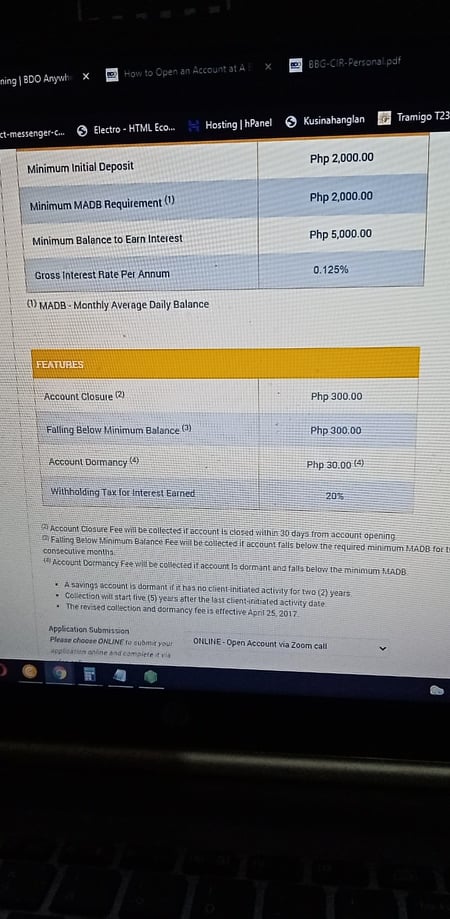 ning | BDO Anywh
How to Open an Account at A
BBG-CIR-Personal.pdf
ct-messenger-c...
Electro - HTML Eco...
Hosting | hPanel
Kusinahanglan
Tramigo T23
Minimum Initial Deposit Php 2,000.00
Minimum MADB Requirement (1) Php 2,000.00
Minimum Balance to Earn Interest Php 5,000.00
Gross Interest Rate Per Annum 0.125%
(1) MADB - Monthly Average Daily Balance
FEATURES
Account Closure (2) Php 300.00
Falling Below Minimum Balance (3) Php 300.00
Account Dormancy (4) Php 30.00 (4)
Withholding Tax for Interest Earned 20%
(2) Account Closure Fee will be collected if account is closed within 30 days from account opening
(3) Falling Below Minimum Balance Fee will be collected if account falls below the required minimum MADB for t
consecutive months.
(4) Account Dormancy Fee will be collected if account is dormant and falls below the minimum MADB
• A savings account is dormant if it has no client-initiated activity for two (2) years
• Collection will start five (5) years after the last client-initiated activity date
• The revised collection and dormancy fee is effective April 25, 2017.
Application Submission
Please choose ONLINE to submit your
application online and complete it via
ONLINE - Open Account via Zoom call